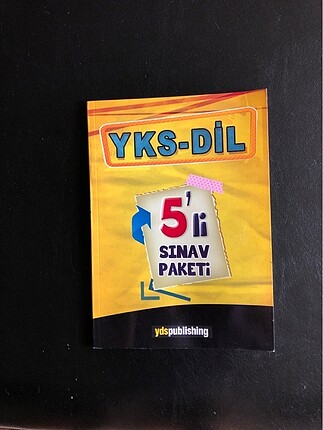 YKS-DİL
5'li
SINAV
PAKETİ
ydspublishing